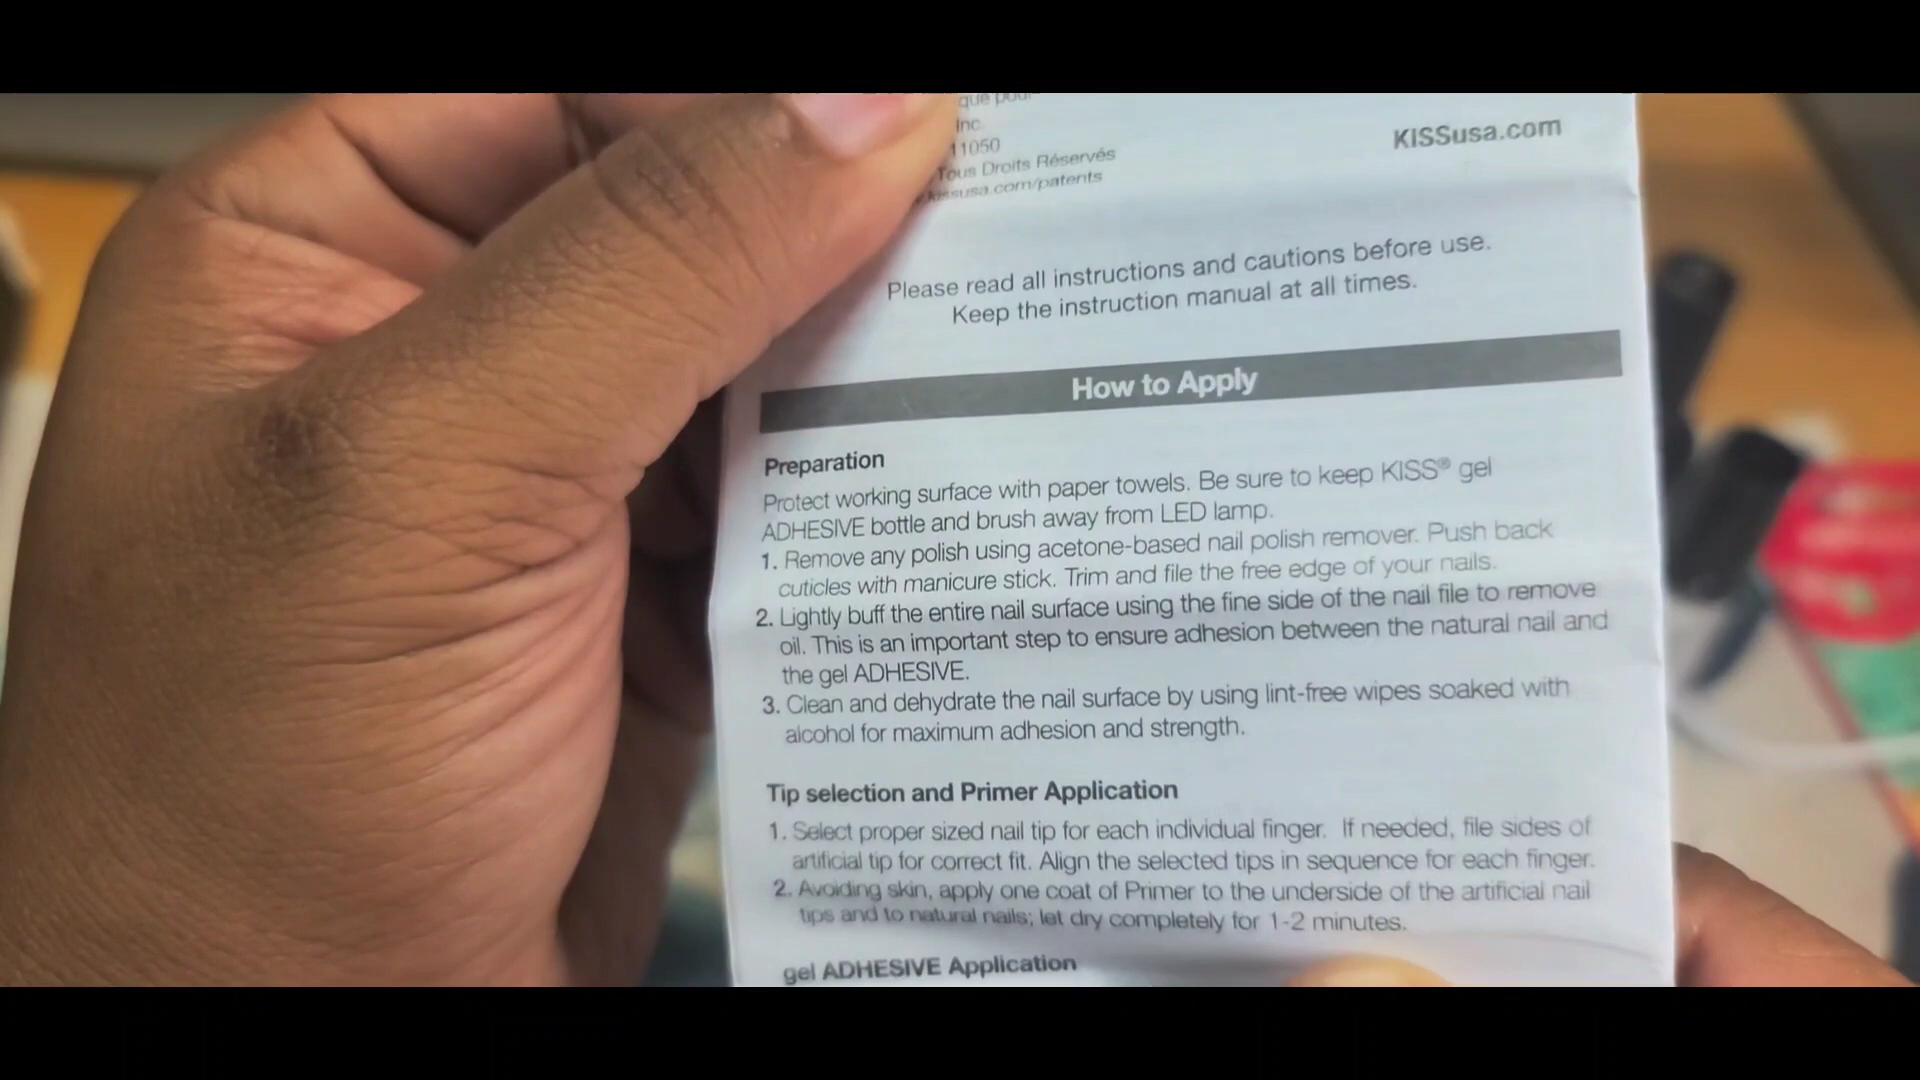 que pour
Inc.
11050
Tous Droits Réservés
kissusa.com/patents
KISSusa.com
Please read all instructions and cautions before use.
Keep the instruction manual at all times.
How to Apply
Preparation
Protect working surface with paper towels. Be sure to keep KISS® gel
ADHESIVE bottle and brush away from LED lamp.
1. Remove any polish using acetone-based nail polish remover. Push back
cuticles with manicure stick. Trim and file the free edge of your nails.
2. Lightly buff the entire nail surface using the fine side of the nail file to remove
oil. This is an important step to ensure adhesion between the natural nail and
the gel ADHESIVE.
3. Clean and dehydrate the nail surface by using lint-free wipes soaked with
alcohol for maximum adhesion and strength.
Tip selection and Primer Application
1. Select proper sized nail tip for each individual finger. If needed, file sides of
artificial tip for correct fit. Align the selected tips in sequence for each finger.
2. Avoiding skin, apply one coat of Primer to the underside of the artificial nail
tips and to natural nails; let dry completely for 1-2 minutes.
gel ADHESIVE Application